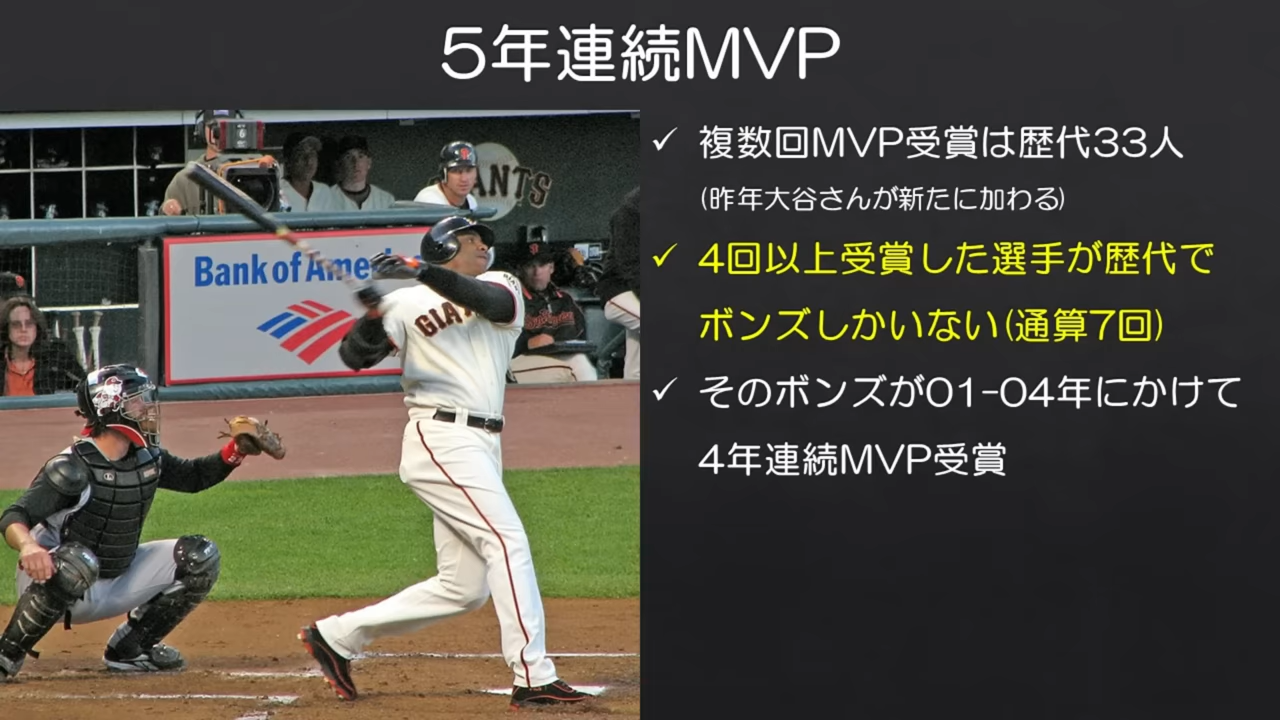 5年連続MVP
✓ 複数回MVP受賞は歴代33人
(昨年大谷さんが新たに加わる)
✓ 4回以上受賞した選手が歴代で
ボンズしかいない(通算7回)
✓ そのボンズが01-04年にかけて
4年連続MVP受賞
ANTS
Bank of Ame
GIA